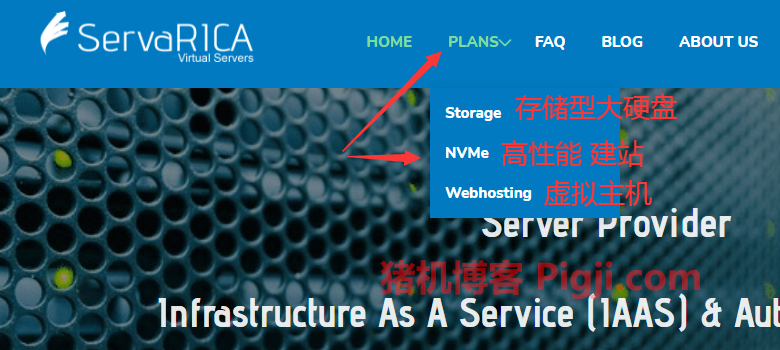 ServaRICA
Virtual Servers
HOME PLANS FAQ BLOG ABOUT US
Storage 存储型大硬盘
NVMe 高性能 建站
Webhosting 虚拟主机
Server Provider
猪机博客 Pigji.com
Infrastructure As A Service (IAAS) & Aut